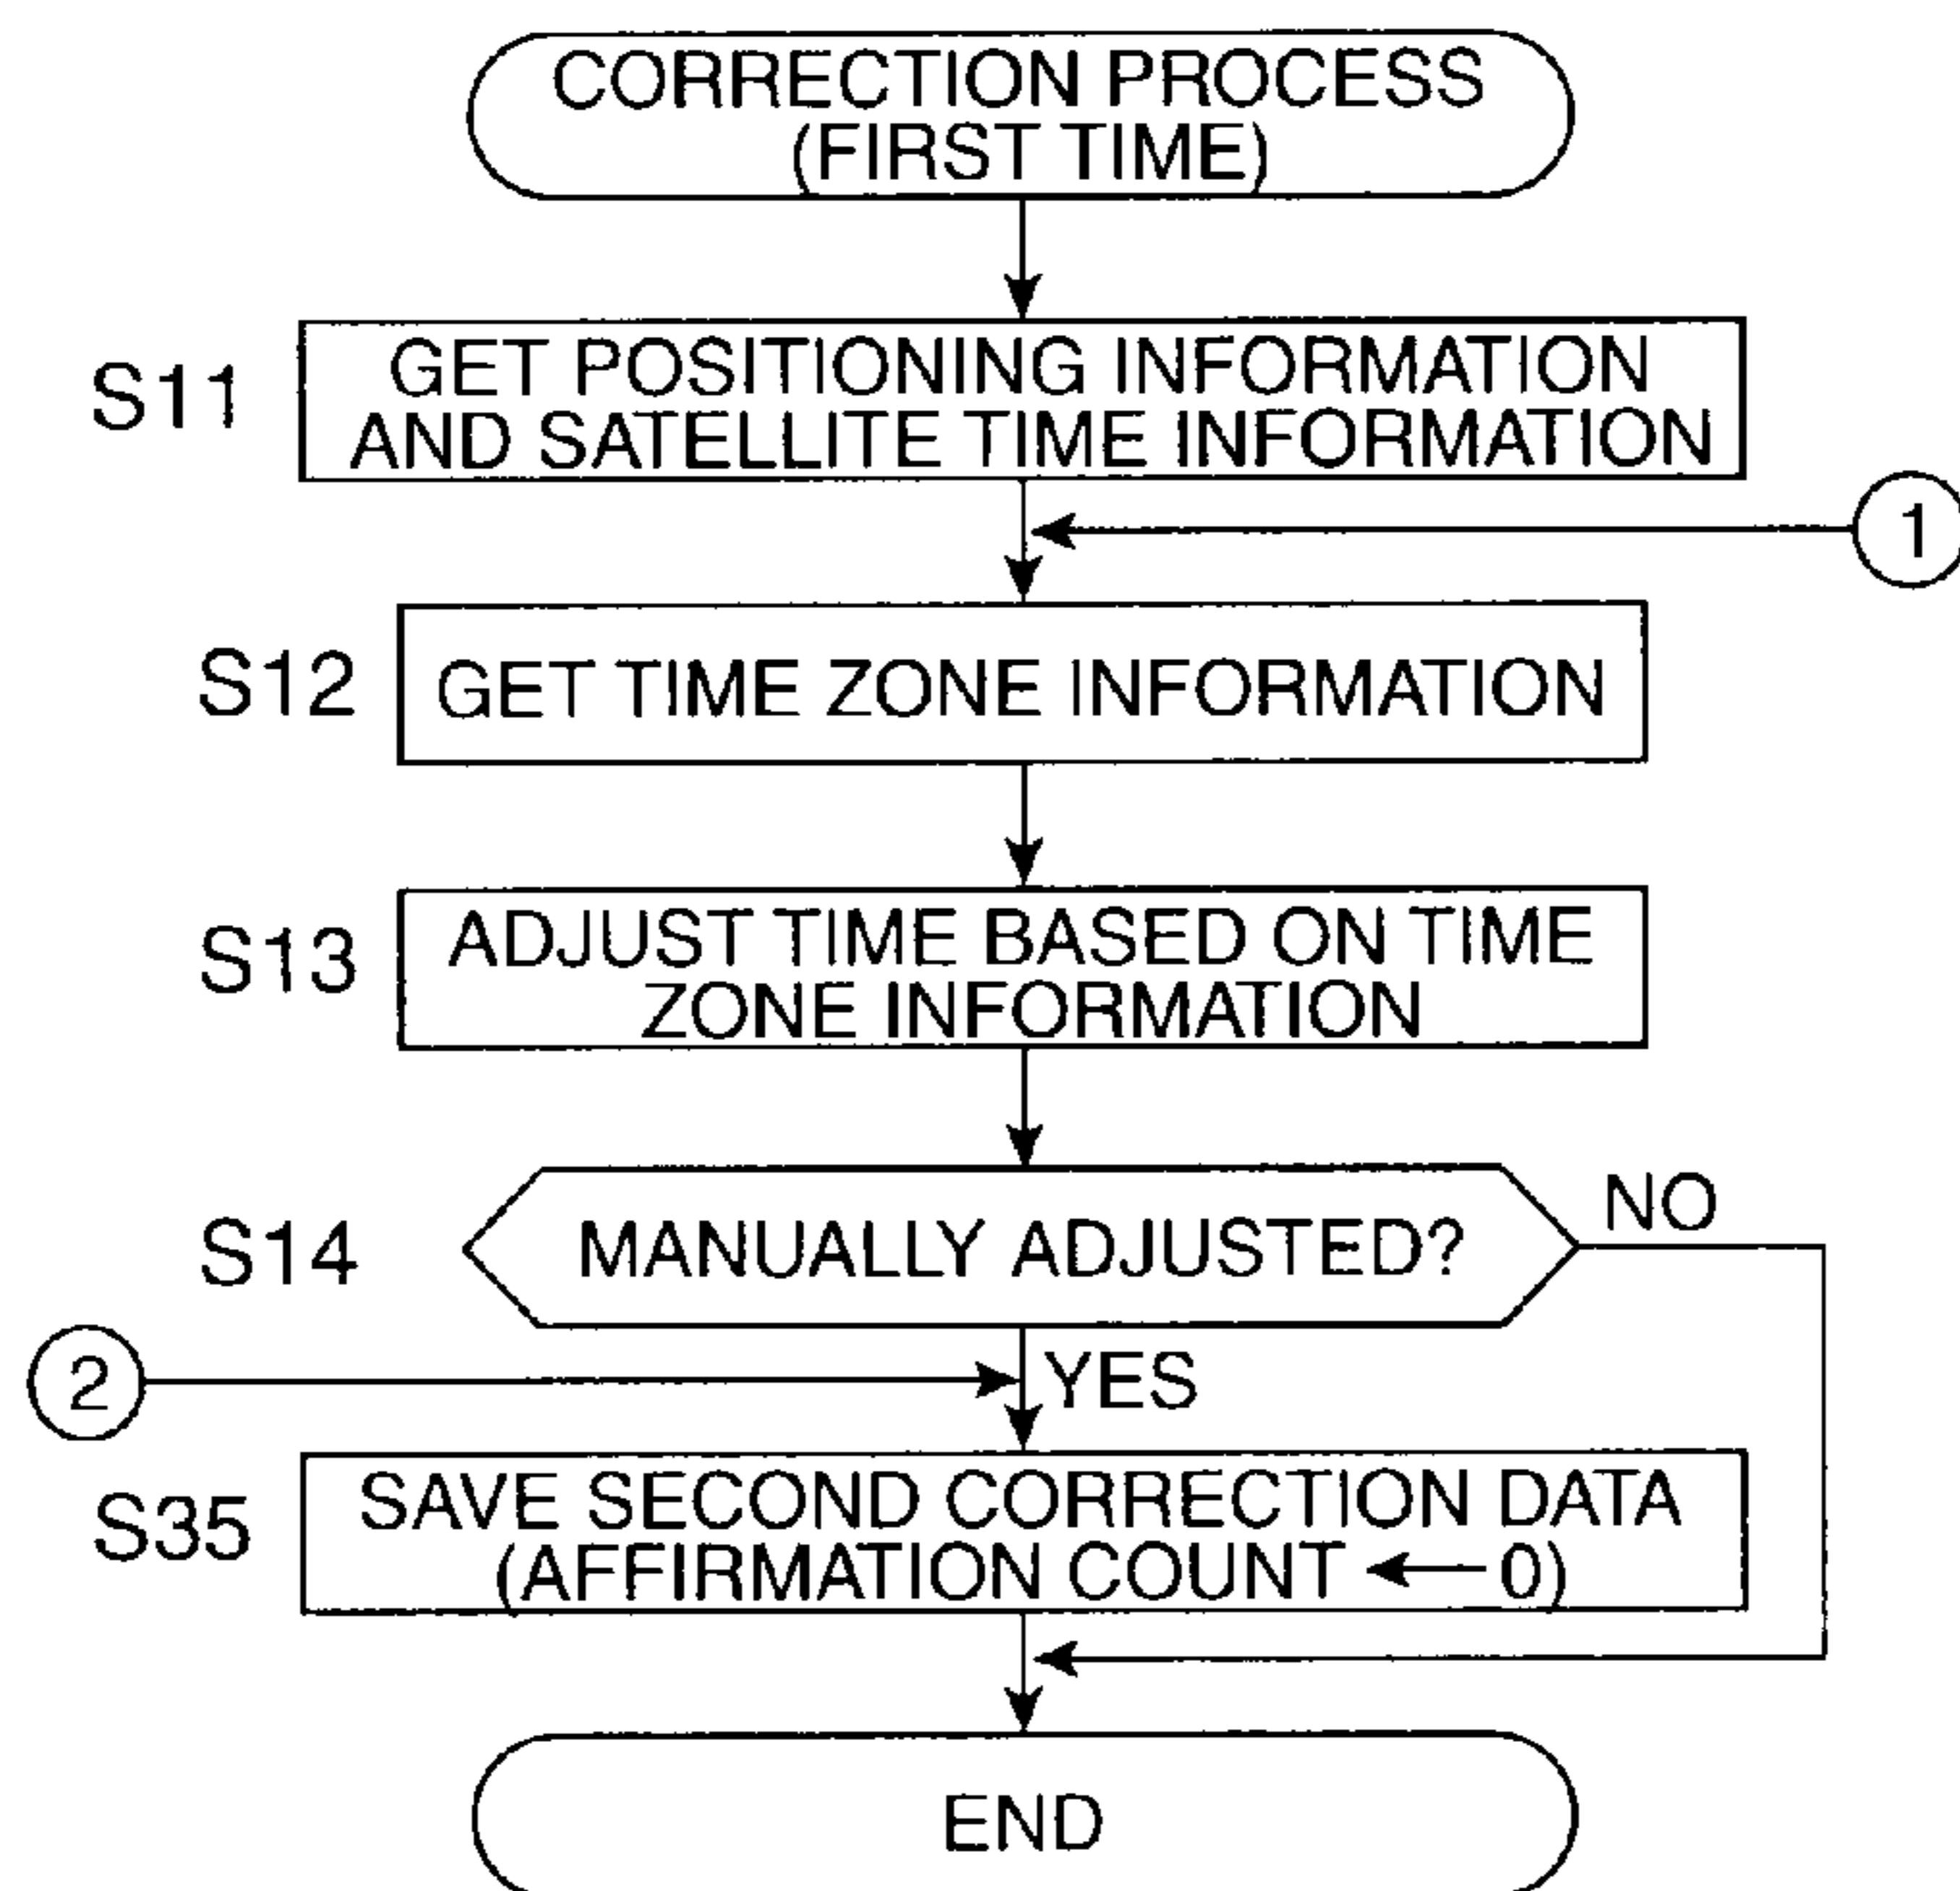 CORRECTION PROCESS
(FIRST TIME)
S11
GET POSITIONING INFORMATION
AND SATELLITE TIME INFORMATION
1
S12
GET TIME ZONE INFORMATION
S13
ADJUST TIME BASED ON TIME
ZONE INFORMATION
S14
MANUALLY ADJUSTED?
NO
2
YES
S35
SAVE SECOND CORRECTION DATA
(AFFIRMATION COUNT ← 0)
END